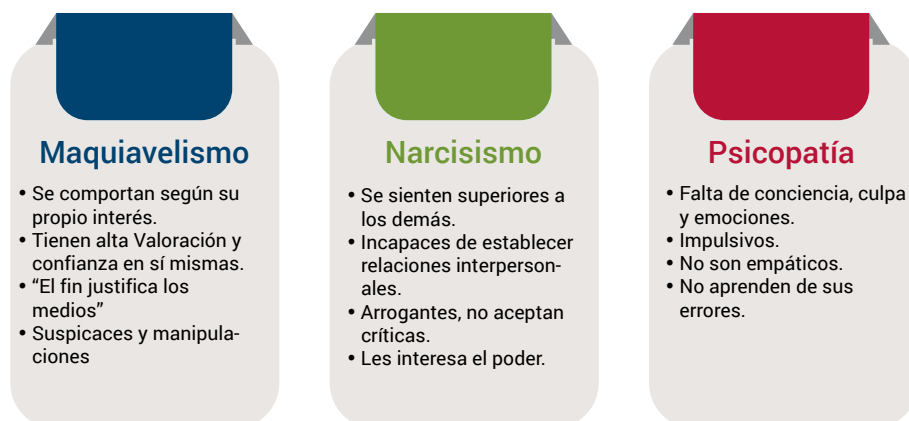 Maquiavelismo
• Se comportan según su
propio interés.
• Tienen alta Valoración y
confianza en sí mismas.
• “El fin justifica los
medios”
• Suspicaces y manipula-
ciones
Narcisismo
• Se sienten superiores a
los demás.
• Incapaces de establecer
relaciones interperson-
ales.
• Arrogantes, no aceptan
críticas.
• Les interesa el poder.
Psicopatía
• Falta de conciencia, culpa
y emociones.
• Impulsivos.
• No son empáticos.
• No aprenden de sus
errores.